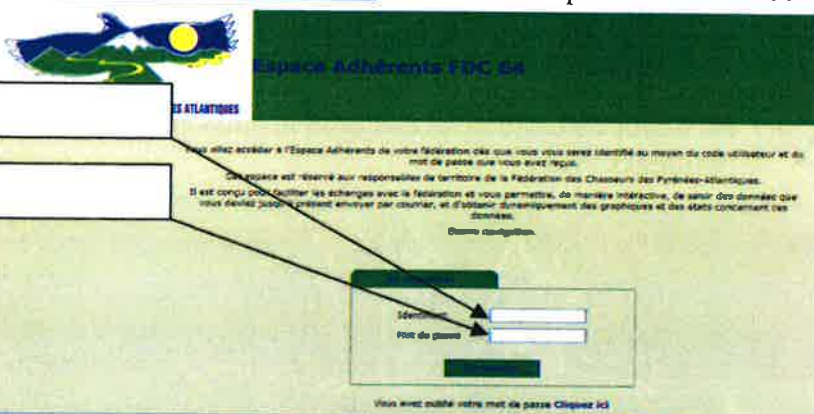 Espace Adhérents FDC 64
ES ATLANTIQUES
Vous allez accéder à l'Espace Adhérents de votre fédération dès que vous vous serez identifié au moyen du code utilisateur et du
mot de passe que vous avez reçus.
Cet espace est réservé aux responsables de territoire de la Fédération des Chasseurs des Pyrénées-Atlantiques.
Il est conçu pour faciliter les échanges avec la fédération et vous permettre, de manière interactive, de saisir des données que
vous deviez jusqu'à présent envoyer par courrier, et d'obtenir dynamiquement des graphiques et des états concernant ces
données.
Bonne navigation.
Identifiant
Mot de passe
Vous avez oublié votre mot de passe Cliquez ici